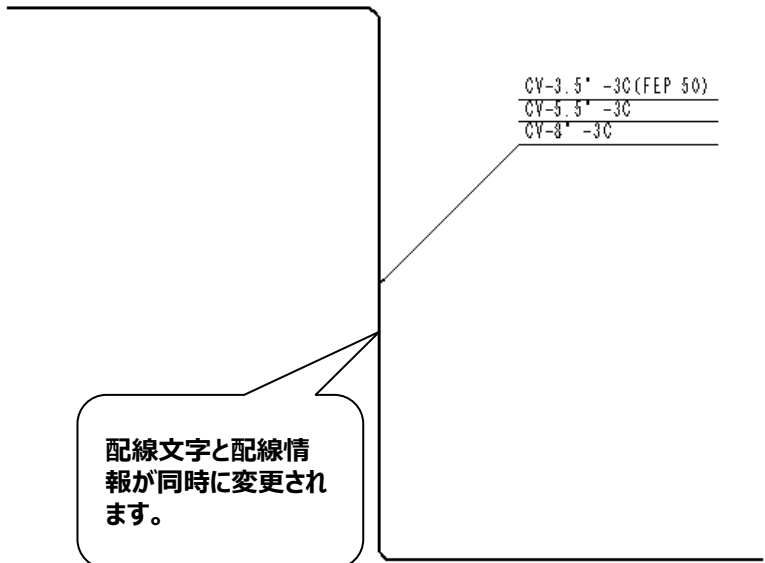 CV-3.5" -3C(FEP 50)
CV-5.5" -3C
CV-8" -3C
配線文字と配線情
報が同時に変更され
ます。